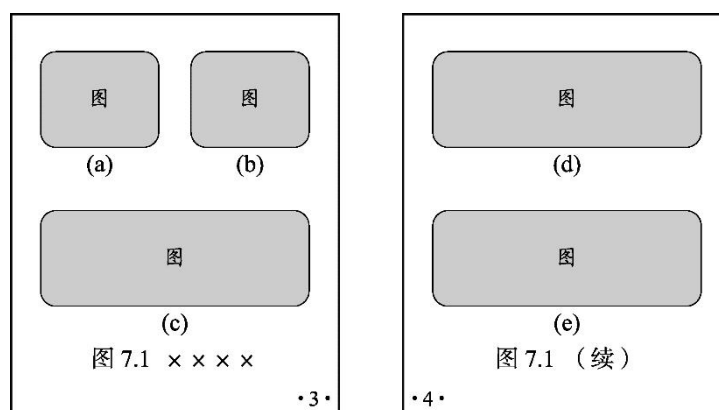 图 图
(a) (b)
图
(c)
图 7.1 ××××
·3·
图
(d)
图
(e)
图 7.1 （续）
·4·